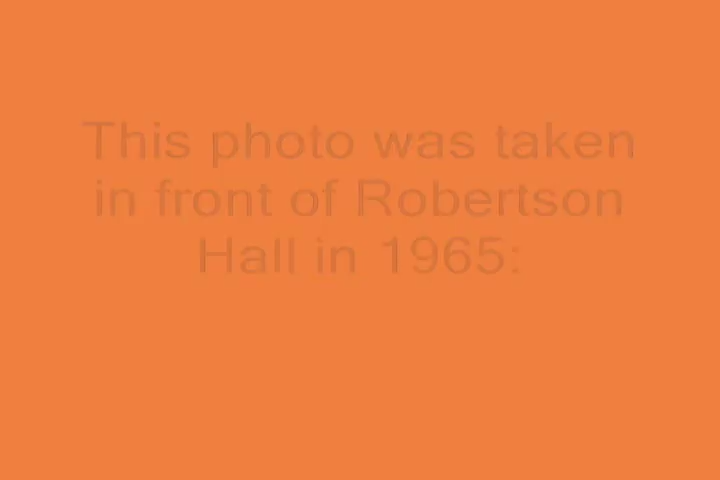 This photo was taken
in front of Robertson
Hall in 1965: